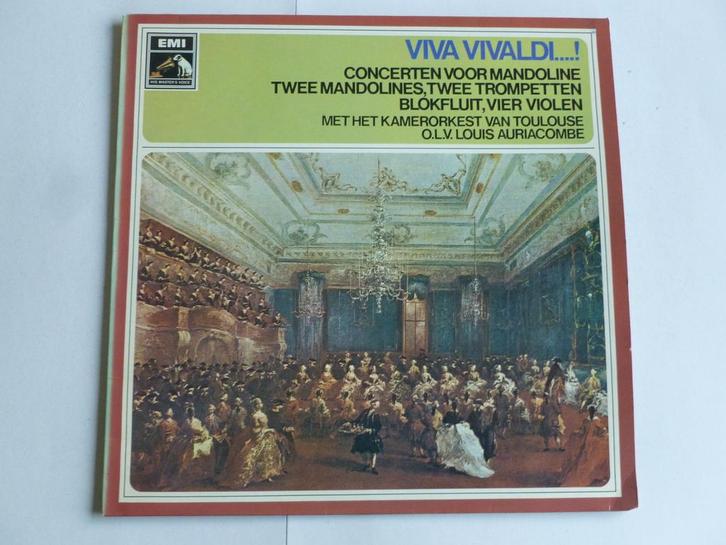 EMI
HIS MASTER'S VOICE
VIVA VIVALDI....!
CONCERTEN VOOR MANDOLINE
TWEE MANDOLINES, TWEE TROMPETTEN
BLOKFLUIT, VIER VIOLEN
MET HET KAMERORKEST VAN TOULOUSE
O.L.V. LOUIS AURIACOMBE